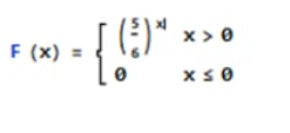 F (x) = { (5/6)^x| x > 0
0 x ≤ 0